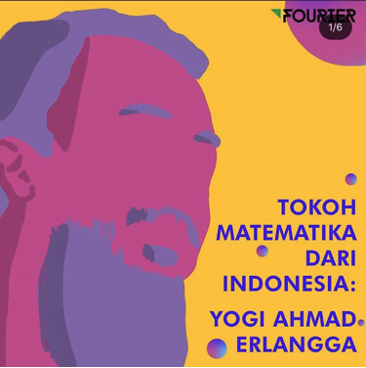 FOURIER
1/6
TOKOH
MATEMATIKA
DARI
INDONESIA:
YOGI AHMAD
ERLANGGA